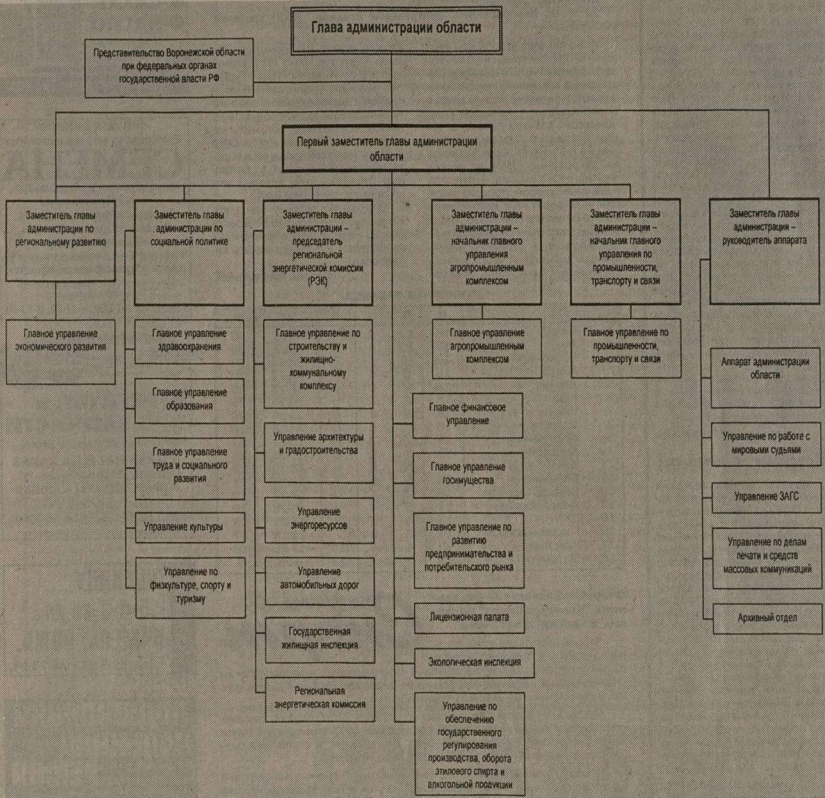 Глава администрации области
Представительство Воронежской области
при федеральных органах
государственной власти РФ
Первый заместитель главы администрации
области
Заместитель главы
администрации по
региональному развитию
Заместитель главы
администрации по
социальной политике
Заместитель главы
администрации –
председатель
региональной
энергетической комиссии
(РЭК)
Заместитель главы
администрации –
начальник главного
управления
агропромышленным
комплексом
Заместитель главы
администрации –
начальник главного
управления по
промышленности,
транспорту и связи
Заместитель главы
администрации –
руководитель аппарата
Главное управление
экономического развития
Главное управление
здравоохранения
Главное управление
образования
Главное управление
труда и социального
развития
Управление культуры
Управление по
физкультуре, спорту и
туризму
Главное управление по
строительству и
жилищно-
коммунальному
комплексу
Управление архитектуры
и градостроительства
Управление
энергоресурсов
Управление
автомобильных дорог
Государственная
жилищная инспекция
Региональная
энергетическая комиссия
Главное управление
агропромышленным
комплексом
Главное финансовое
управление
Главное управление
госимущества
Главное управление по
развитию
предпринимательства и
потребительского рынка
Лицензионная палата
Экологическая инспекция
Управление по
обеспечению
государственного
регулирования
производства, оборота
этилового спирта и
алкогольной продукции
Главное управление по
промышленности,
транспорту и связи
Аппарат администрации
области
Управление по работе с
мировыми судьями
Управление ЗАГС
Управление по делам
печати и средств
массовых коммуникаций
Архивный отдел